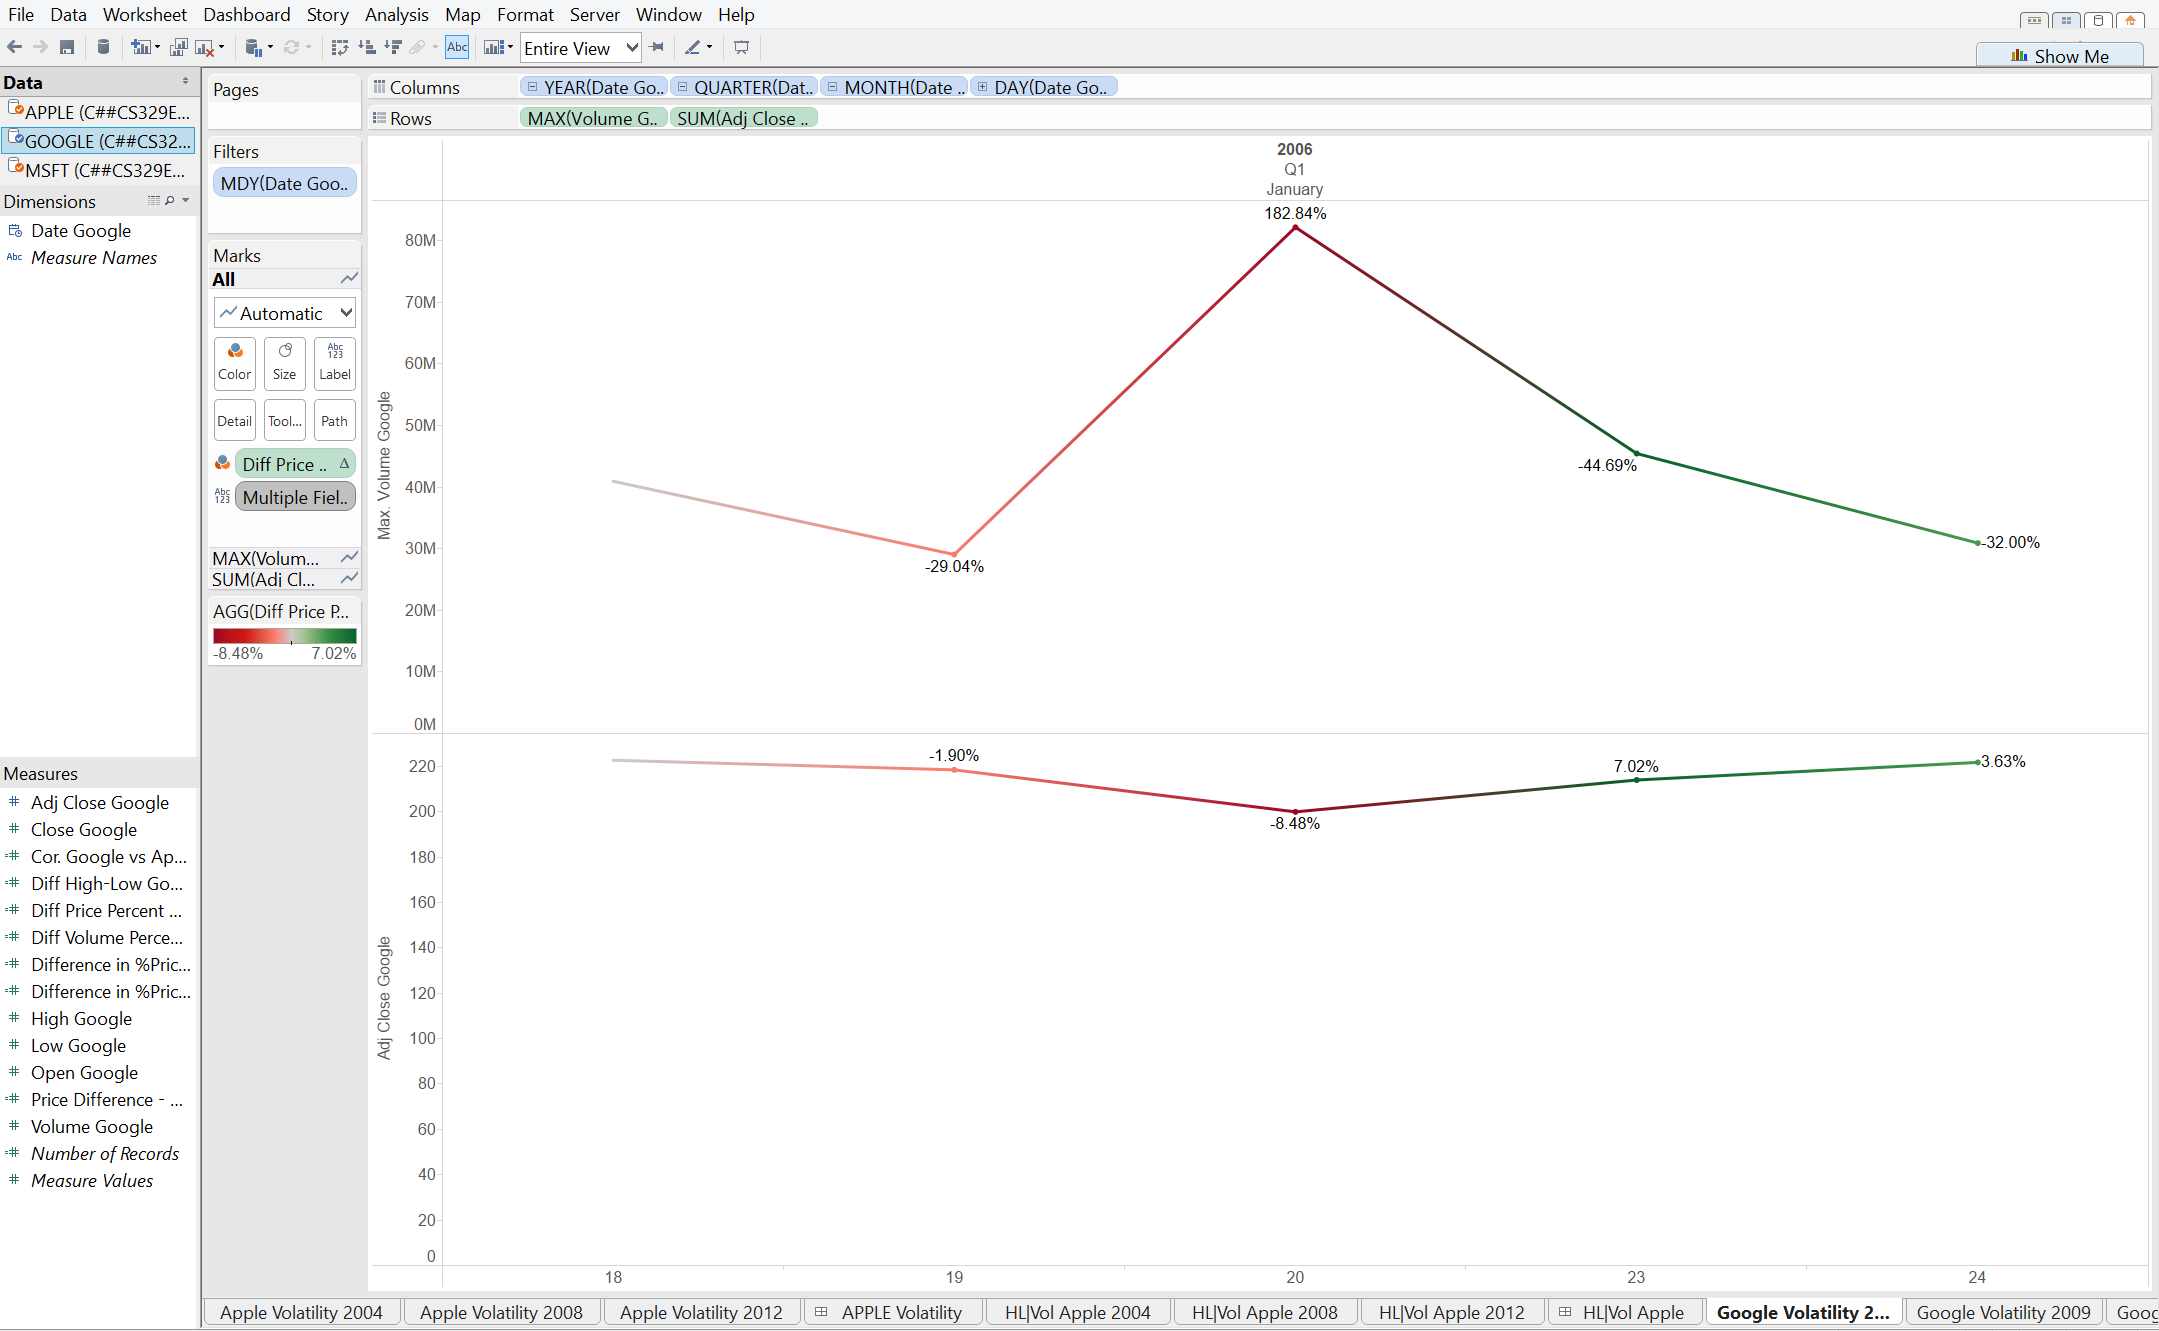 File Data Worksheet Dashboard Story Analysis Map Format Server Window Help
Abc Entire View
Show Me
Data
APPLE (C##CS329E...
GOOGLE (C##CS32...
MSFT (C##CS329E...
Dimensions
Date Google
Abc Measure Names
Measures
Adj Close Google
Close Google
Cor. Google vs Ap...
Diff High-Low Go...
Diff Price Percent ...
Diff Volume Perce...
Difference in %Pric...
Difference in %Pric...
High Google
Low Google
Open Google
Price Difference - ...
Volume Google
Number of Records
Measure Values
Pages
Filters
MDY(Date Goo..
Marks
All
Automatic
Color Size Abc 123 Label
Detail Tool... Path
Diff Price .. Δ
Abc 123 Multiple Fiel..
MAX(Volum...
SUM(Adj Cl...
AGG(Diff Price P...
-8.48% 7.02%
Columns YEAR(Date Go.. QUARTER(Dat.. MONTH(Date .. DAY(Date Go..
Rows MAX(Volume G.. SUM(Adj Close ..
2006
Q1
January
Max. Volume Google
80M
70M
60M
50M
40M
30M
20M
10M
0M
182.84%
-44.69%
-32.00%
-29.04%
Adj Close Google
220
200
180
160
140
120
100
80
60
40
20
0
-1.90%
-8.48%
7.02%
3.63%
18 19 20 23 24
Apple Volatility 2004 Apple Volatility 2008 Apple Volatility 2012 APPLE Volatility HL|Vol Apple 2004 HL|Vol Apple 2008 HL|Vol Apple 2012 HL|Vol Apple Google Volatility 2... Google Volatility 2009 Goog